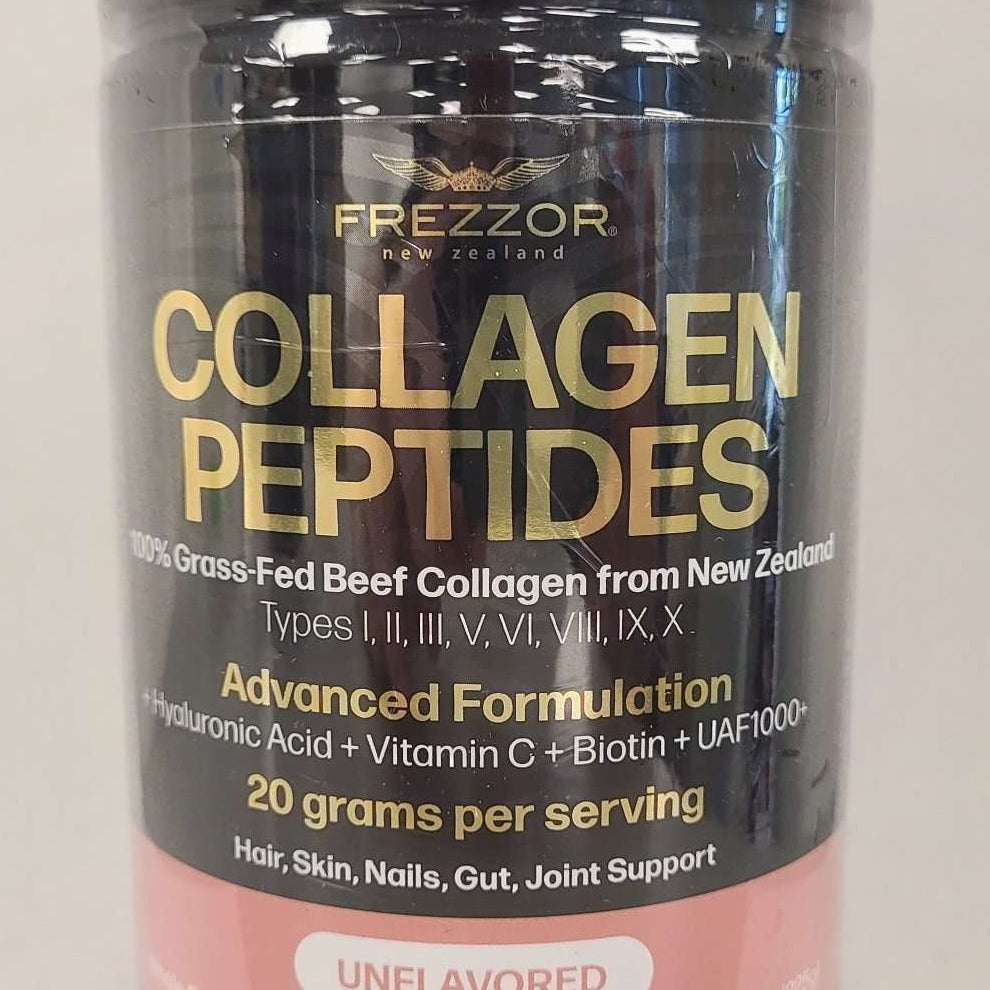 FREZZOR®
new zealand
COLLAGEN
PEPTIDES
100% Grass-Fed Beef Collagen from New Zealand
Types I, II, III, V, VI, VIII, IX, X
Advanced Formulation
+ Hyaluronic Acid + Vitamin C + Biotin + UAF1000+
20 grams per serving
Hair, Skin, Nails, Gut, Joint Support
UNFLAVORED